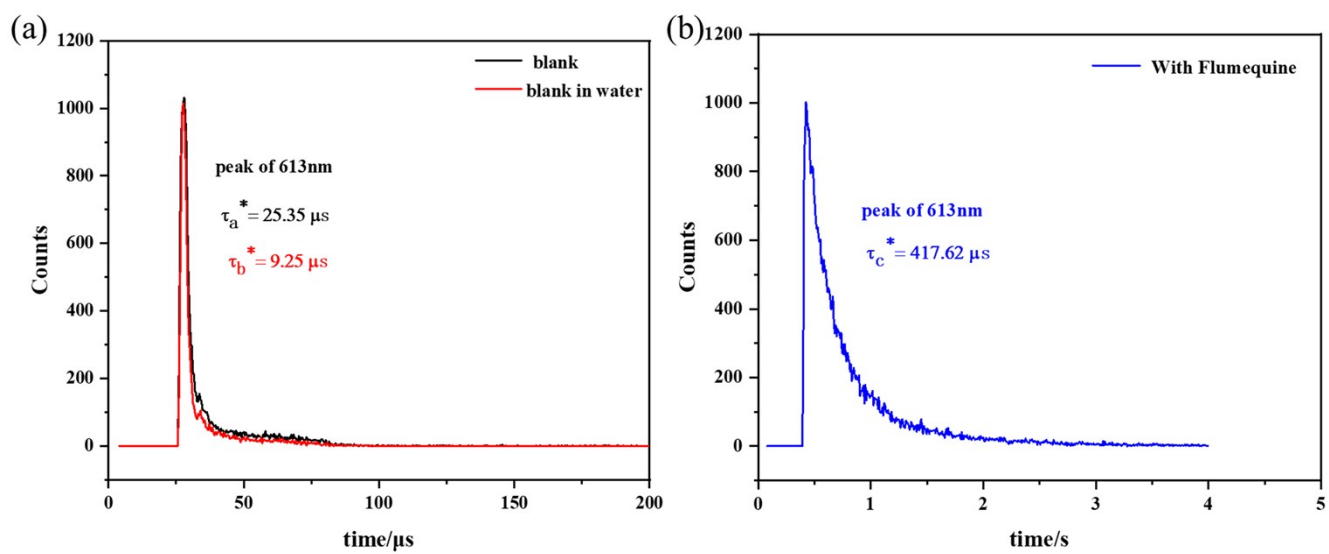 (a)
1200
1000
800
600
400
200
0
Counts
blank
blank in water
peak of 613nm
τa* = 25.35 μs
τb* = 9.25 μs
0 50 100 150 200
time/μs
(b)
1200
1000
800
600
400
200
0
Counts
With Flumequine
peak of 613nm
τc* = 417.62 μs
0 1 2 3 4 5
time/s